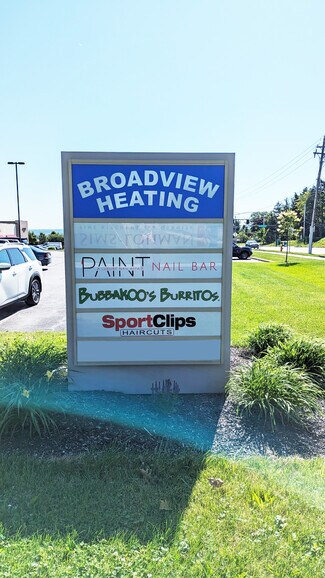 BROADVIEW
HEATING
PAINT NAIL BAR
BUBBAKOO'S BURRITOS
SportClips
HAIRCUTS